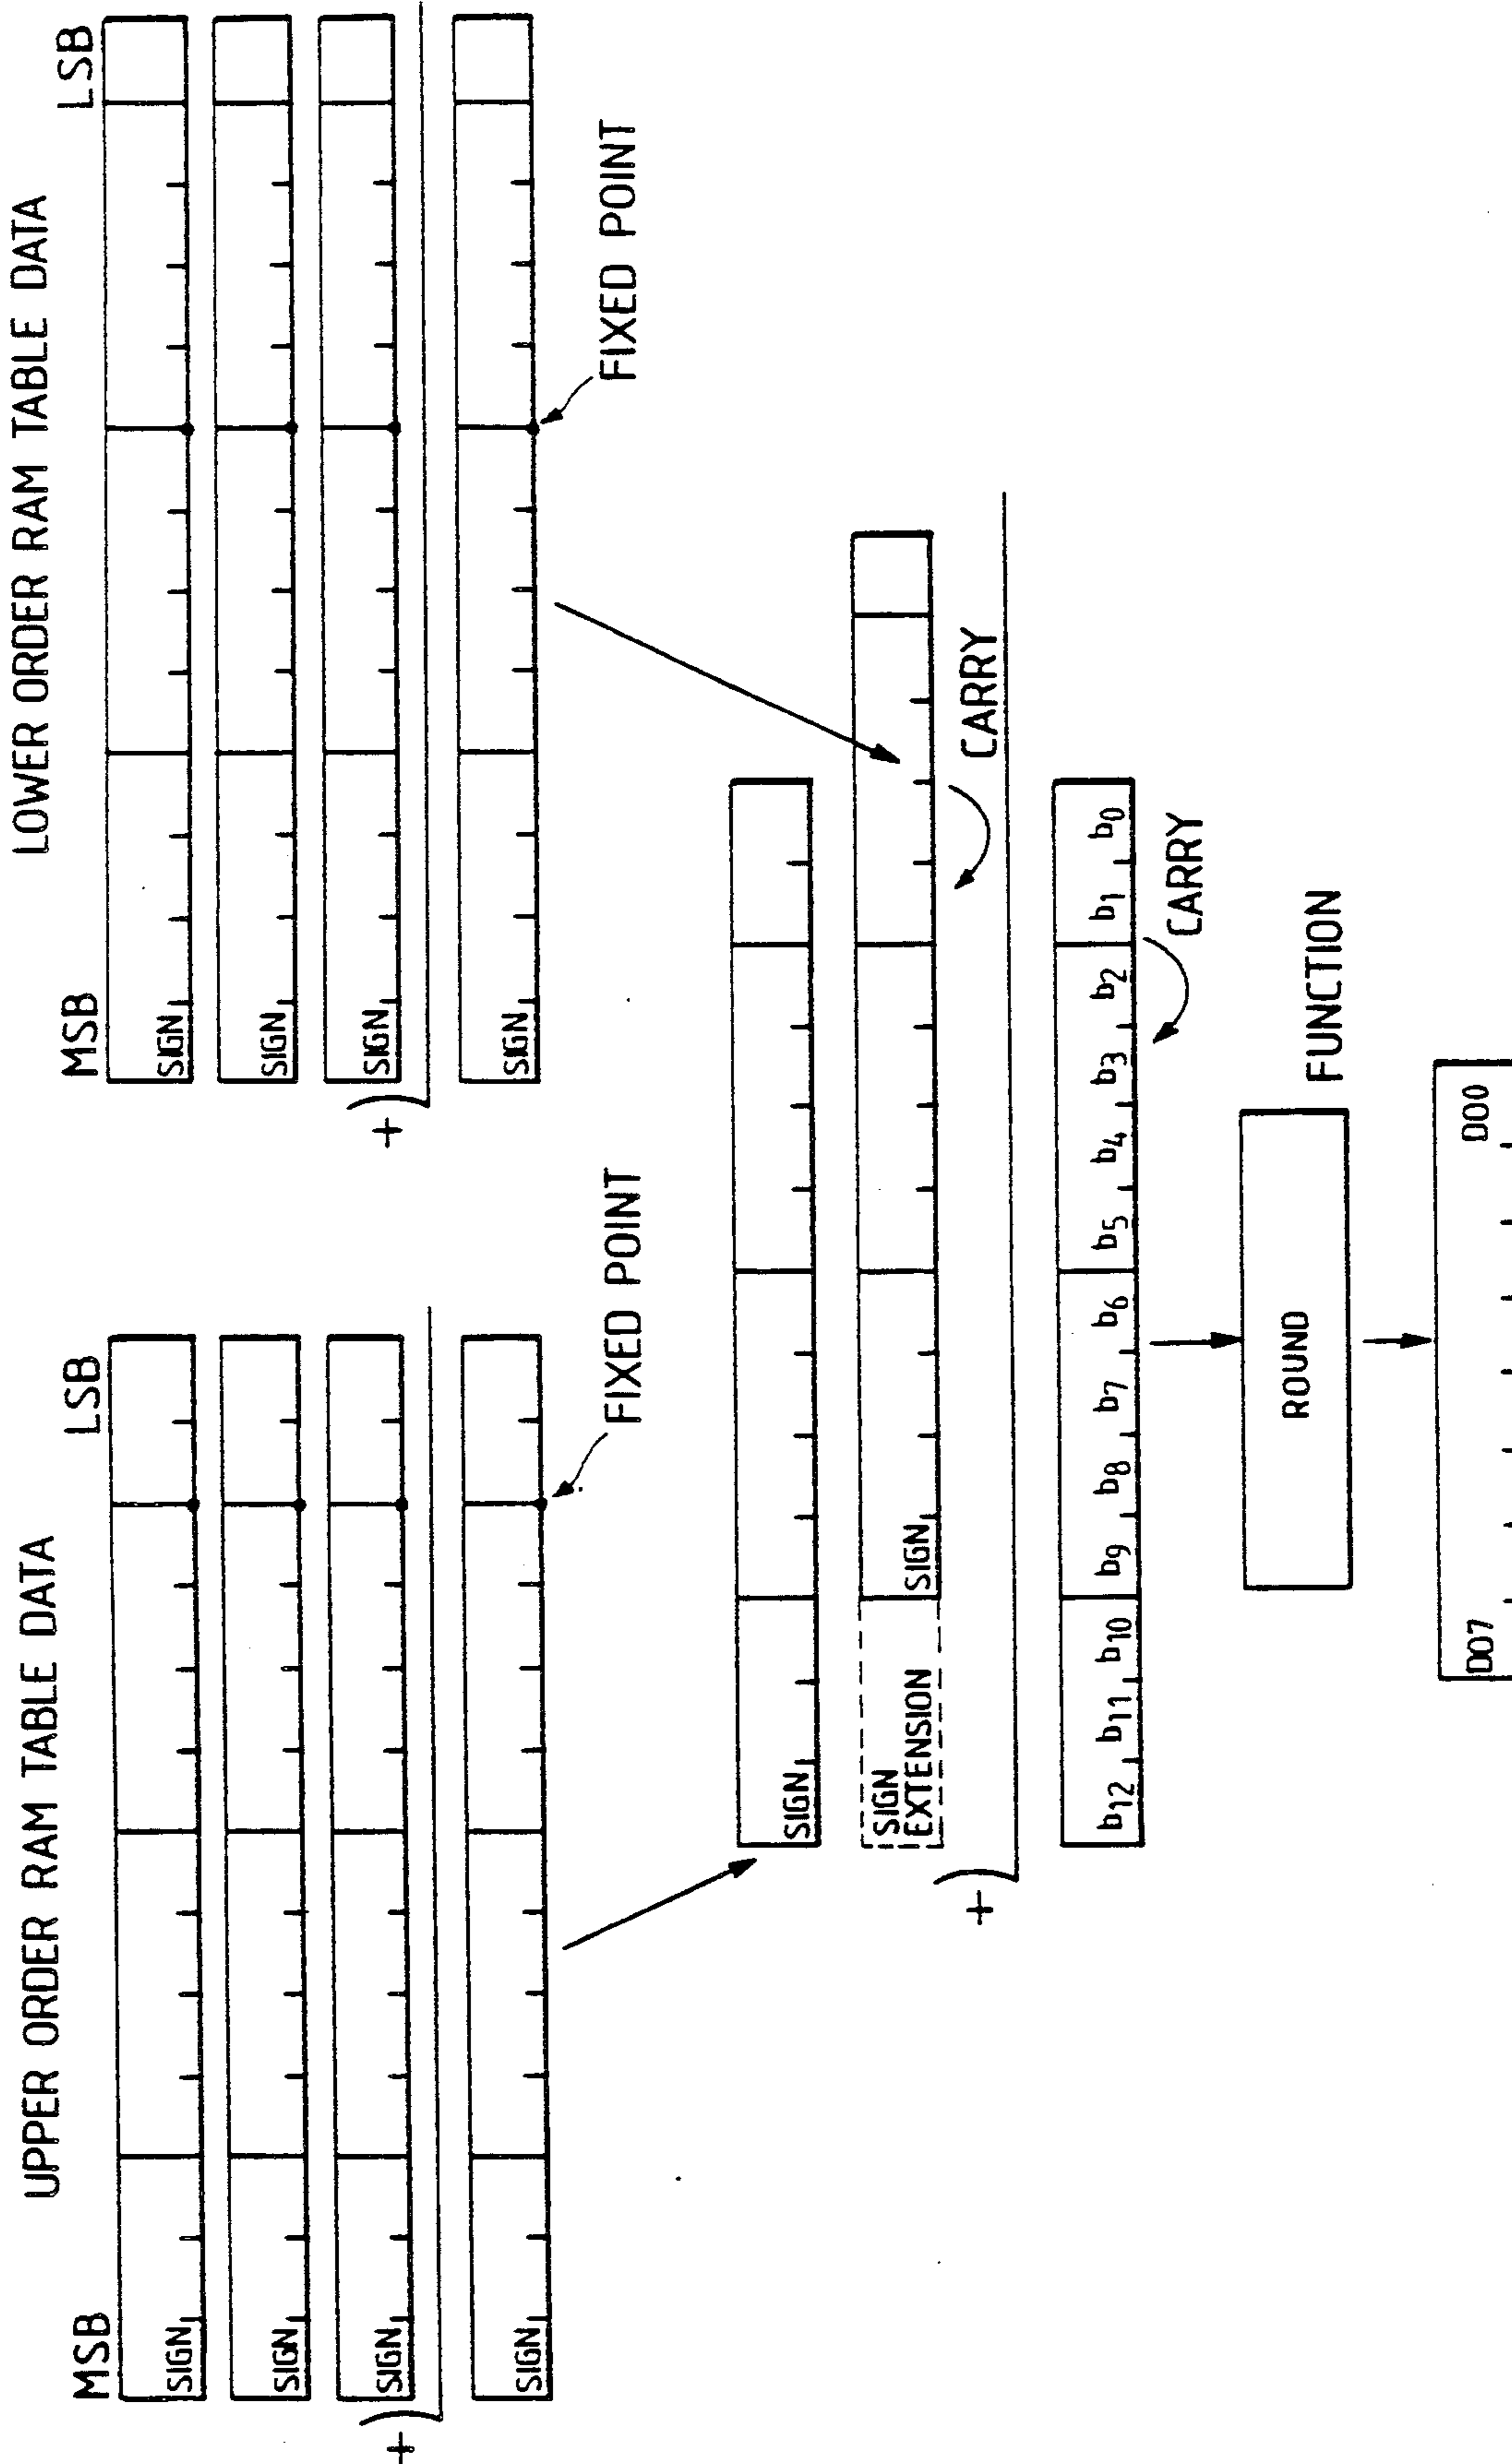 UPPER ORDER RAM TABLE DATA
MSB LSB
SIGN
SIGN
SIGN
+
SIGN
FIXED POINT
LOWER ORDER RAM TABLE DATA
MSB LSB
SIGN
SIGN
SIGN
+
SIGN
FIXED POINT
SIGN
SIGN
EXTENSION
SIGN
CARRY
+
b12 b11 b10 b9 b8 b7 b6 b5 b4 b3 b2 b1 b0
CARRY
ROUND
FUNCTION
DO7 DO0